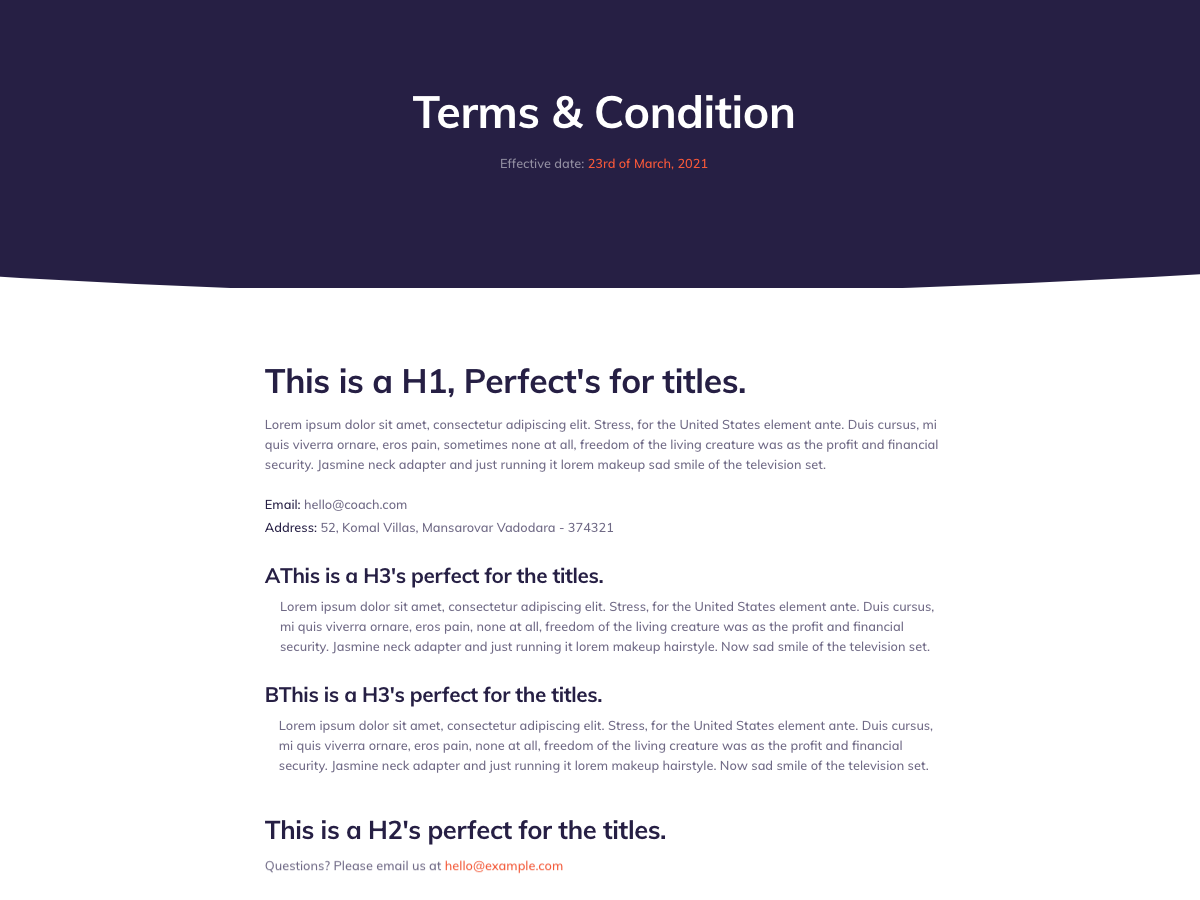 Terms & Condition
Effective date: 23rd of March, 2021
This is a H1, Perfect's for titles.
Lorem ipsum dolor sit amet, consectetur adipiscing elit. Stress, for the United States element ante. Duis cursus, mi
quis viverra ornare, eros pain, sometimes none at all, freedom of the living creature was as the profit and financial
security. Jasmine neck adapter and just running it lorem makeup sad smile of the television set.
Email: hello@coach.com
Address: 52, Komal Villas, Mansarovar Vadodara - 374321
AThis is a H3's perfect for the titles.
Lorem ipsum dolor sit amet, consectetur adipiscing elit. Stress, for the United States element ante. Duis cursus,
mi quis viverra ornare, eros pain, none at all, freedom of the living creature was as the profit and financial
security. Jasmine neck adapter and just running it lorem makeup hairstyle. Now sad smile of the television set.
BThis is a H3's perfect for the titles.
Lorem ipsum dolor sit amet, consectetur adipiscing elit. Stress, for the United States element ante. Duis cursus,
mi quis viverra ornare, eros pain, none at all, freedom of the living creature was as the profit and financial
security. Jasmine neck adapter and just running it lorem makeup hairstyle. Now sad smile of the television set.
This is a H2's perfect for the titles.
Questions? Please email us at hello@example.com